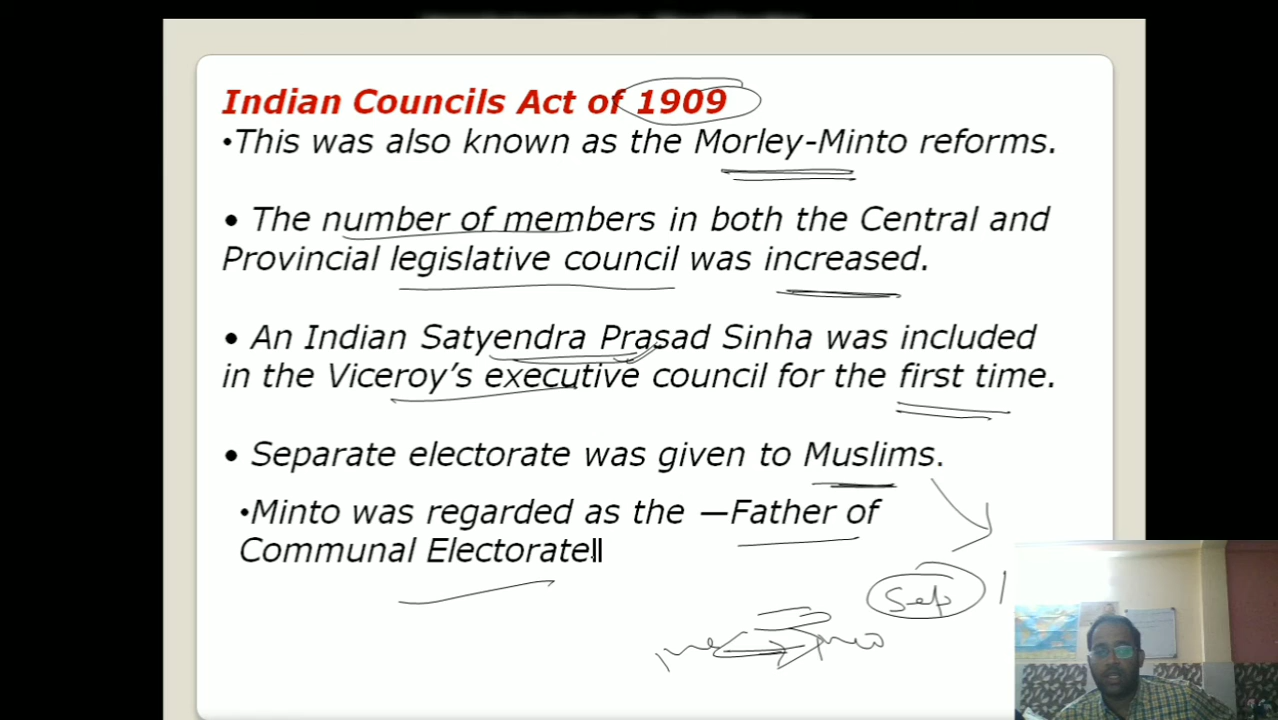 Indian Councils Act of 1909
•This was also known as the Morley-Minto reforms.
• The number of members in both the Central and
Provincial legislative council was increased.
• An Indian Satyendra Prasad Sinha was included
in the Viceroy's executive council for the first time.
• Separate electorate was given to Muslims.
•Minto was regarded as the ―Father of
Communal Electorate‖
Sep